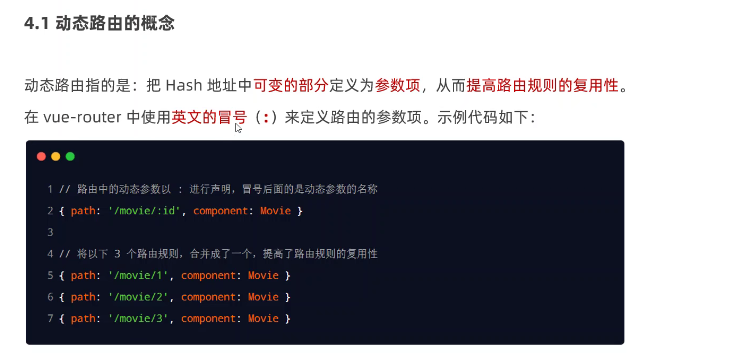 4.1 动态路由的概念
动态路由指的是：把 Hash 地址中可变的部分定义为参数项，从而提高路由规则的复用性。
在 vue-router 中使用英文的冒号（:）来定义路由的参数项。示例代码如下：
1 // 路由中的动态参数以 : 进行声明，冒号后面的是动态参数的名称
2 { path: '/movie/:id', component: Movie }
3
4 // 将以下 3 个路由规则，合并成了一个，提高了路由规则的复用性
5 { path: '/movie/1', component: Movie }
6 { path: '/movie/2', component: Movie }
7 { path: '/movie/3', component: Movie }